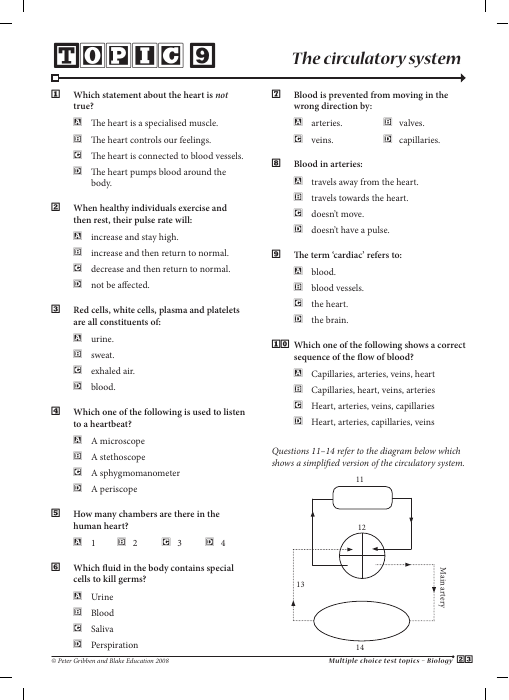 TOPIC 9
The circulatory system
1 Which statement about the heart is not
true?
A The heart is a specialised muscle.
B The heart controls our feelings.
C The heart is connected to blood vessels.
D The heart pumps blood around the
body.
2 When healthy individuals exercise and
then rest, their pulse rate will:
A increase and stay high.
B increase and then return to normal.
C decrease and then return to normal.
D not be affected.
3 Red cells, white cells, plasma and platelets
are all constituents of:
A urine.
B sweat.
C exhaled air.
D blood.
4 Which one of the following is used to listen
to a heartbeat?
A A microscope
B A stethoscope
C A sphygmomanometer
D A periscope
5 How many chambers are there in the
human heart?
A 1 B 2 C 3 D 4
6 Which fluid in the body contains special
cells to kill germs?
A Urine
B Blood
C Saliva
D Perspiration
7 Blood is prevented from moving in the
wrong direction by:
A arteries. B valves.
C veins. D capillaries.
8 Blood in arteries:
A travels away from the heart.
B travels towards the heart.
C doesn't move.
D doesn't have a pulse.
9 The term 'cardiac' refers to:
A blood.
B blood vessels.
C the heart.
D the brain.
10 Which one of the following shows a correct
sequence of the flow of blood?
A Capillaries, arteries, veins, heart
B Capillaries, heart, veins, arteries
C Heart, arteries, veins, capillaries
D Heart, arteries, capillaries, veins
Questions 11–14 refer to the diagram below which
shows a simplified version of the circulatory system.
11
12
13
Main artery
14
© Peter Gribben and Blake Education 2008
Multiple choice test topics – Biology 23